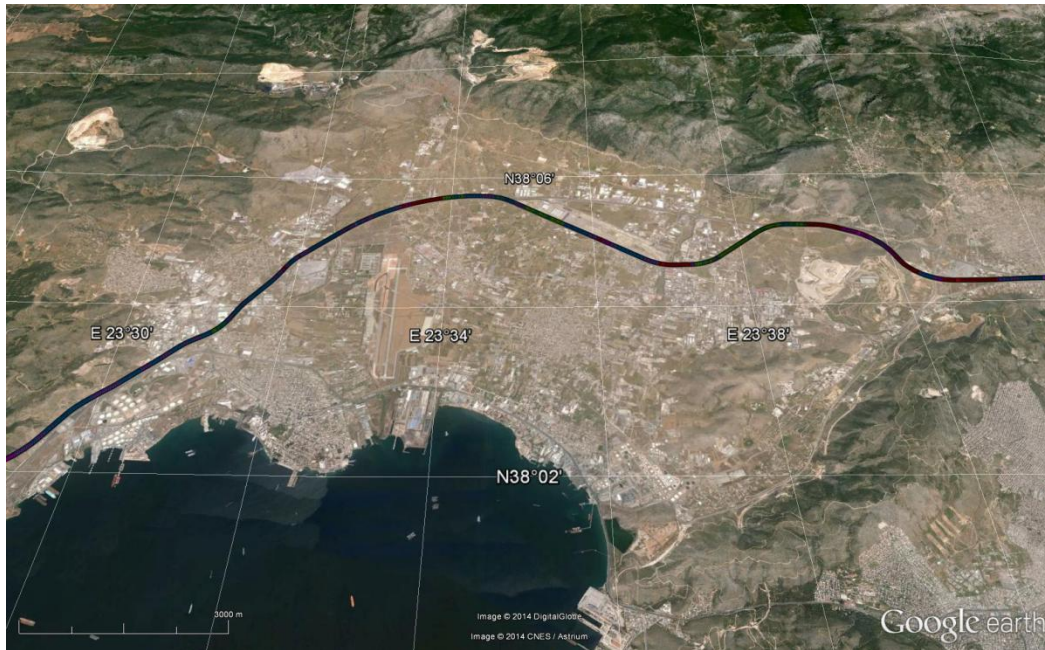 N38°06'
E 23°30'
E 23°34'
E 23°38'
N38°02'
3000 m
Image © 2014 DigitalGlobe
Image © 2014 CNES / Astrium
Google earth